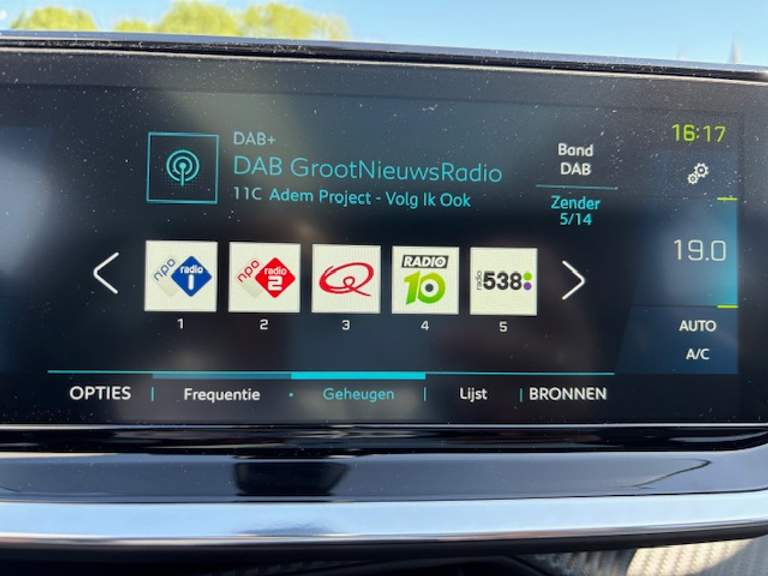 DAB+
DAB GrootNieuwsRadio
11C Adem Project - Volg Ik Ook
Band
DAB
Zender
5/14
16:17
19.0
AUTO
A/C
npo radio 1
npo radio 2
Q
RADIO 10
radio 538
1 2 3 4 5
OPTIES | Frequentie · Geheugen | Lijst | BRONNEN